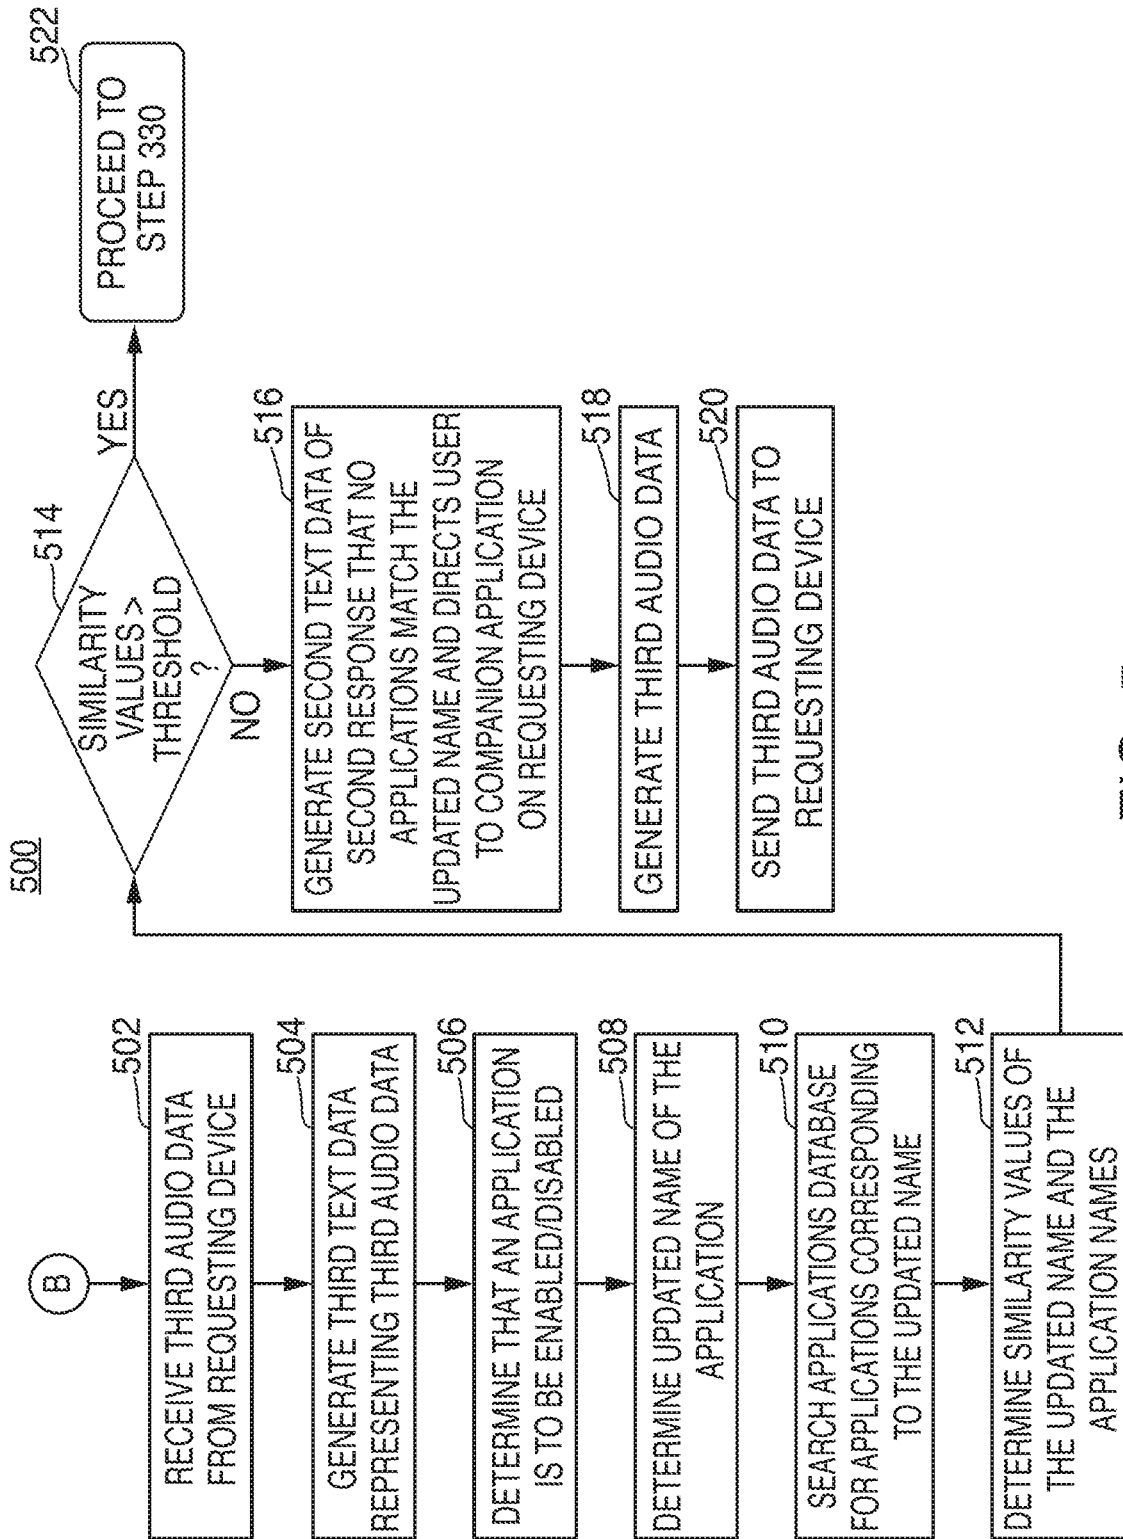 500
B
502
RECEIVE THIRD AUDIO DATA
FROM REQUESTING DEVICE
504
GENERATE THIRD TEXT DATA
REPRESENTING THIRD AUDIO DATA
506
DETERMINE THAT AN APPLICATION
IS TO BE ENABLED/DISABLED
508
DETERMINE UPDATED NAME OF THE
APPLICATION
510
SEARCH APPLICATIONS DATABASE
FOR APPLICATIONS CORRESPONDING
TO THE UPDATED NAME
512
DETERMINE SIMILARITY VALUES OF
THE UPDATED NAME AND THE
APPLICATION NAMES
514
SIMILARITY
VALUES >
THRESHOLD
?
YES
NO
522
PROCEED TO
STEP 330
516
GENERATE SECOND TEXT DATA OF
SECOND RESPONSE THAT NO
APPLICATIONS MATCH THE
UPDATED NAME AND DIRECTS USER
TO COMPANION APPLICATION
ON REQUESTING DEVICE
518
GENERATE THIRD AUDIO DATA
520
SEND THIRD AUDIO DATA TO
REQUESTING DEVICE